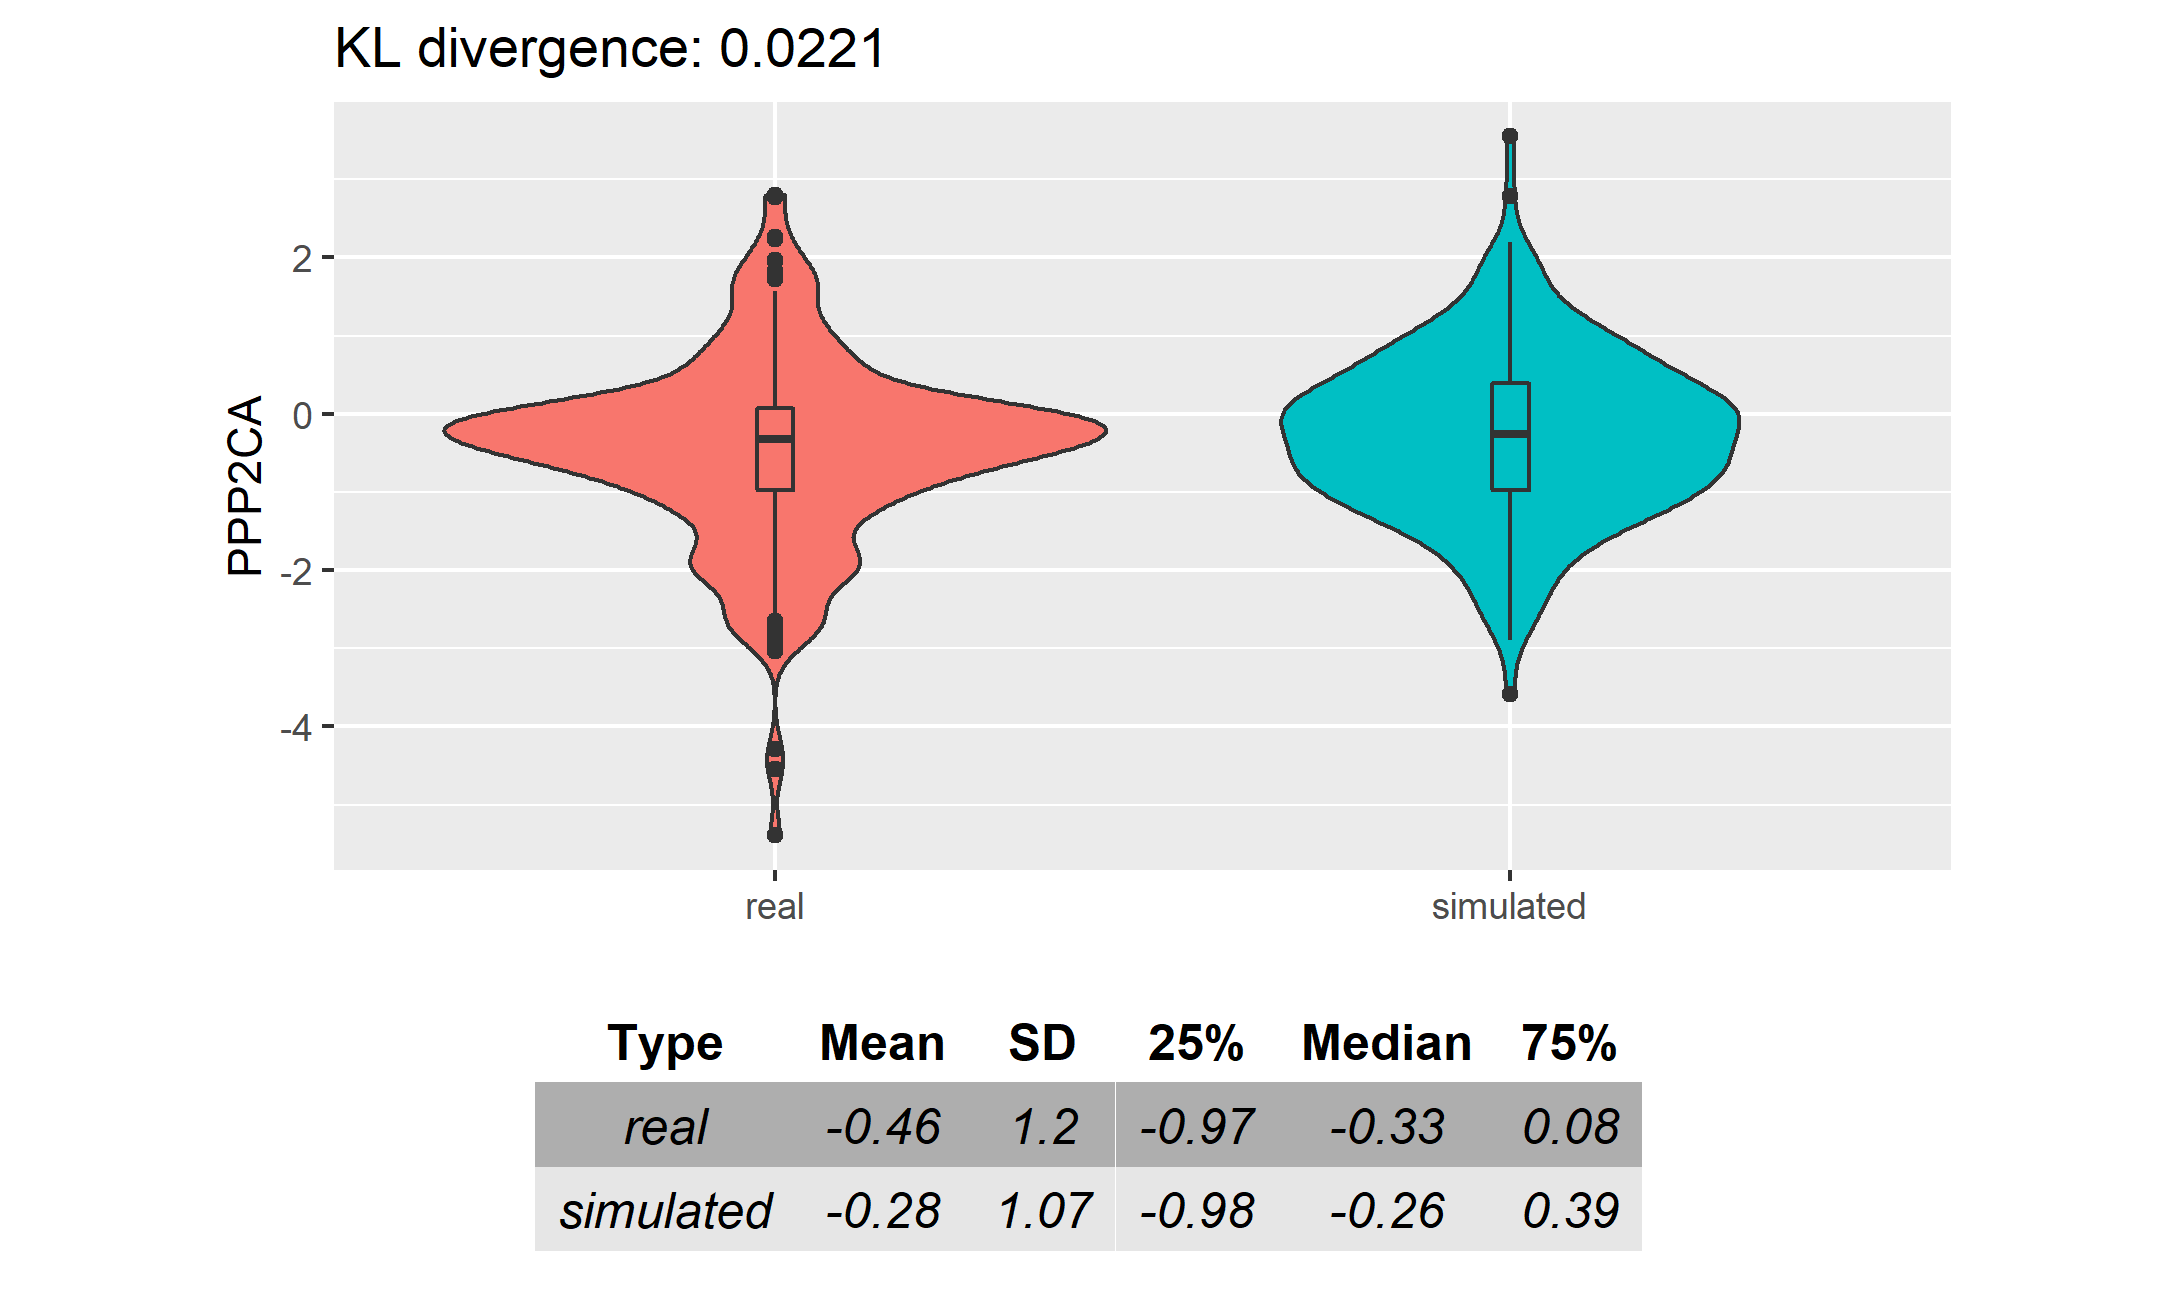 KL divergence: 0.0221
PPP2CA
2
0
-2
-4
real simulated
Type Mean SD 25% Median 75%
real -0.46 1.2 -0.97 -0.33 0.08
simulated -0.28 1.07 -0.98 -0.26 0.39